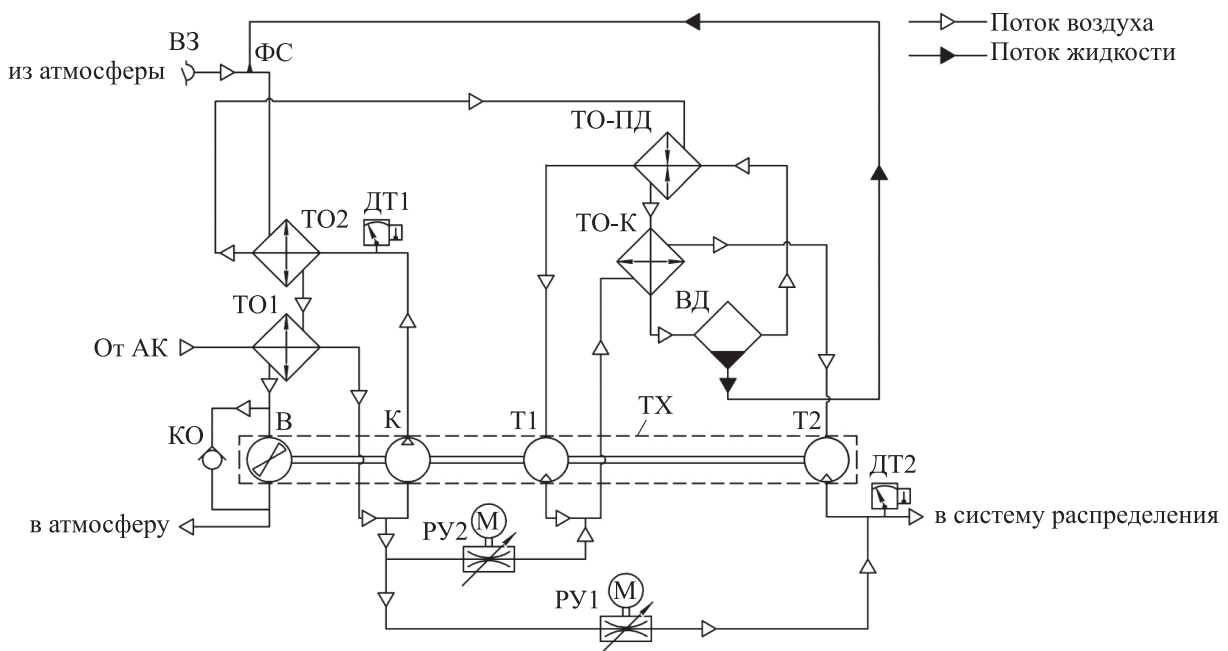 Поток воздуха
Поток жидкости
ВЗ
ФС
из атмосферы
ТО-ПД
ДТ1
ТО2
ТО-К
ТО1
ВД
От АК
В
К
Т1
ТХ
Т2
КО
ДТ2
в атмосферу
М
РУ2
в систему распределения
М
РУ1